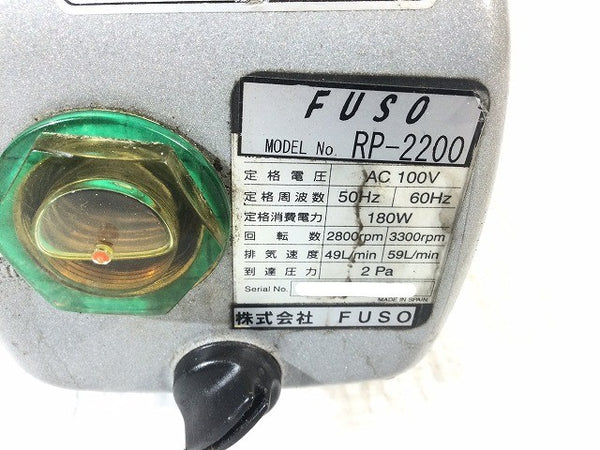 FUSO
MODEL No. RP-2200
定格電圧 AC 100V
定格周波数 50Hz 60Hz
定格消費電力 180W
回転数 2800rpm 3300rpm
排気速度 49L/min 59L/min
到達圧力 2 Pa
Serial No.
MADE IN SPAIN
株式会社 FUSO